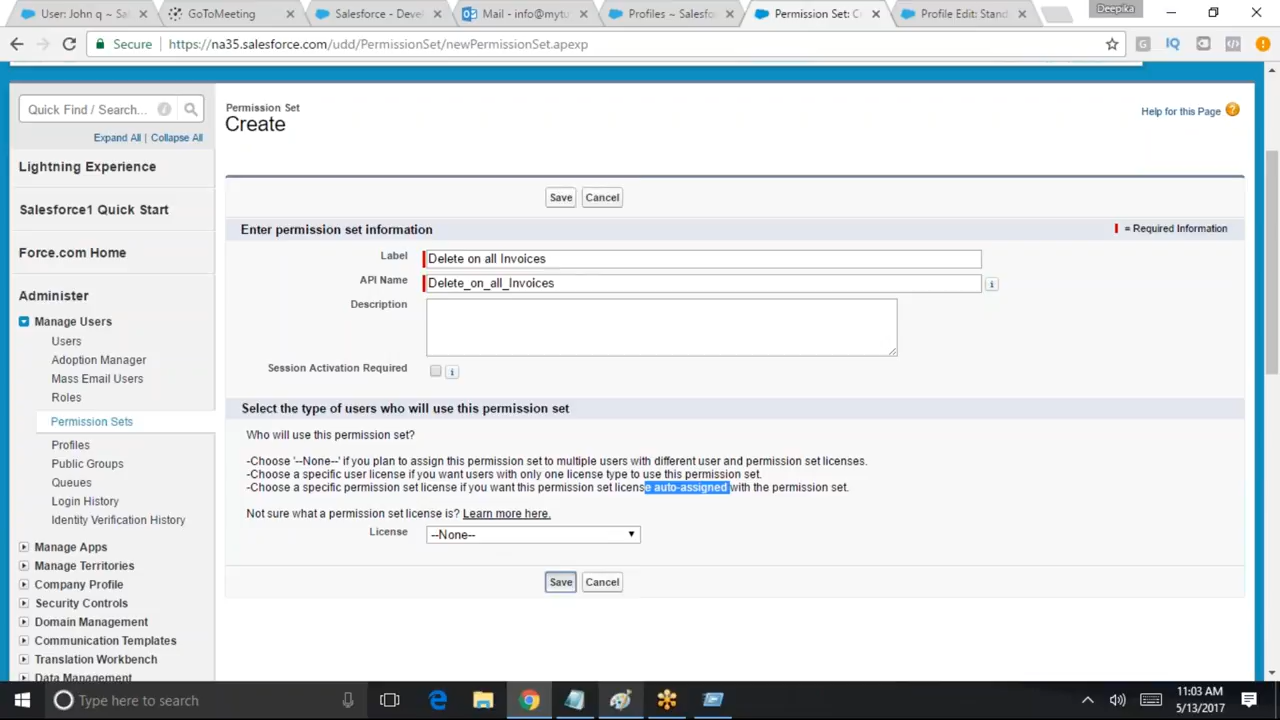 User: John q ~ Sa
GoToMeeting
Salesforce - Deve
Mail - info@mytu
Profiles ~ Salesfo
Permission Set: C
Profile Edit: Stand
Deepika
Secure
https://na35.salesforce.com/udd/PermissionSet/newPermissionSet.apexp
Quick Find / Search...
Expand All | Collapse All
Lightning Experience
Salesforce1 Quick Start
Force.com Home
Administer
Manage Users
Users
Adoption Manager
Mass Email Users
Roles
Permission Sets
Profiles
Public Groups
Queues
Login History
Identity Verification History
Manage Apps
Manage Territories
Company Profile
Security Controls
Domain Management
Communication Templates
Translation Workbench
Data Management
Permission Set
Create
Help for this Page
Save Cancel
Enter permission set information
= Required Information
Label Delete on all Invoices
API Name Delete_on_all_Invoices
Description
Session Activation Required
Select the type of users who will use this permission set
Who will use this permission set?
-Choose '--None--' if you plan to assign this permission set to multiple users with different user and permission set licenses.
-Choose a specific user license if you want users with only one license type to use this permission set.
-Choose a specific permission set license if you want this permission set license auto-assigned with the permission set.
Not sure what a permission set license is? Learn more here.
License --None--
Save Cancel
Type here to search
11:03 AM
5/13/2017